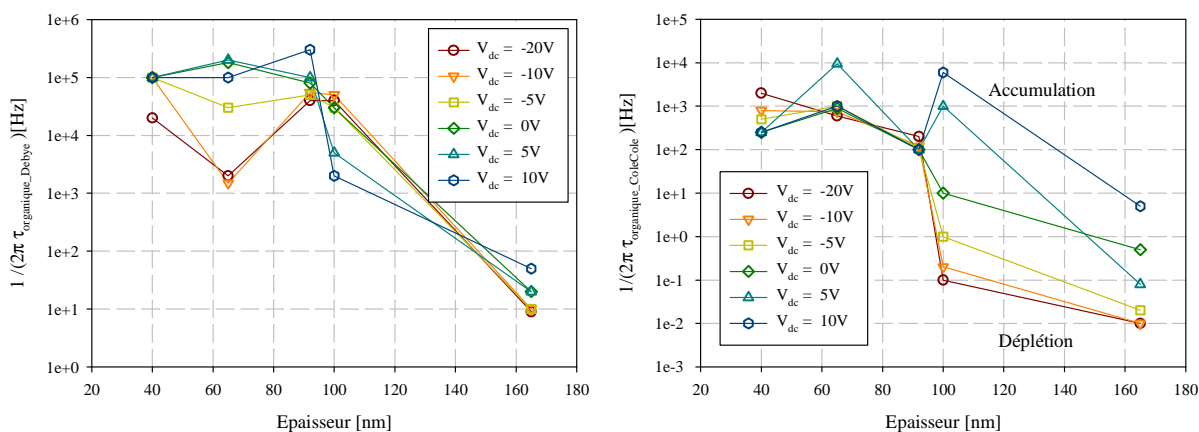 1 /(2π τorganique_Debye )[Hz]
1e+6
1e+5
1e+4
1e+3
1e+2
1e+1
1e+0
20 40 60 80 100 120 140 160 180
Epaisseur [nm]
Vdc = -20V
Vdc = -10V
Vdc = -5V
Vdc = 0V
Vdc = 5V
Vdc = 10V
1/(2π τorganique_ColeCole )[Hz]
1e+5
1e+4
1e+3
1e+2
1e+1
1e+0
1e-1
1e-2
1e-3
20 40 60 80 100 120 140 160 180
Epaisseur [nm]
Accumulation
Vdc = -20V
Vdc = -10V
Vdc = -5V
Vdc = 0V
Vdc = 5V
Vdc = 10V
Déplétion